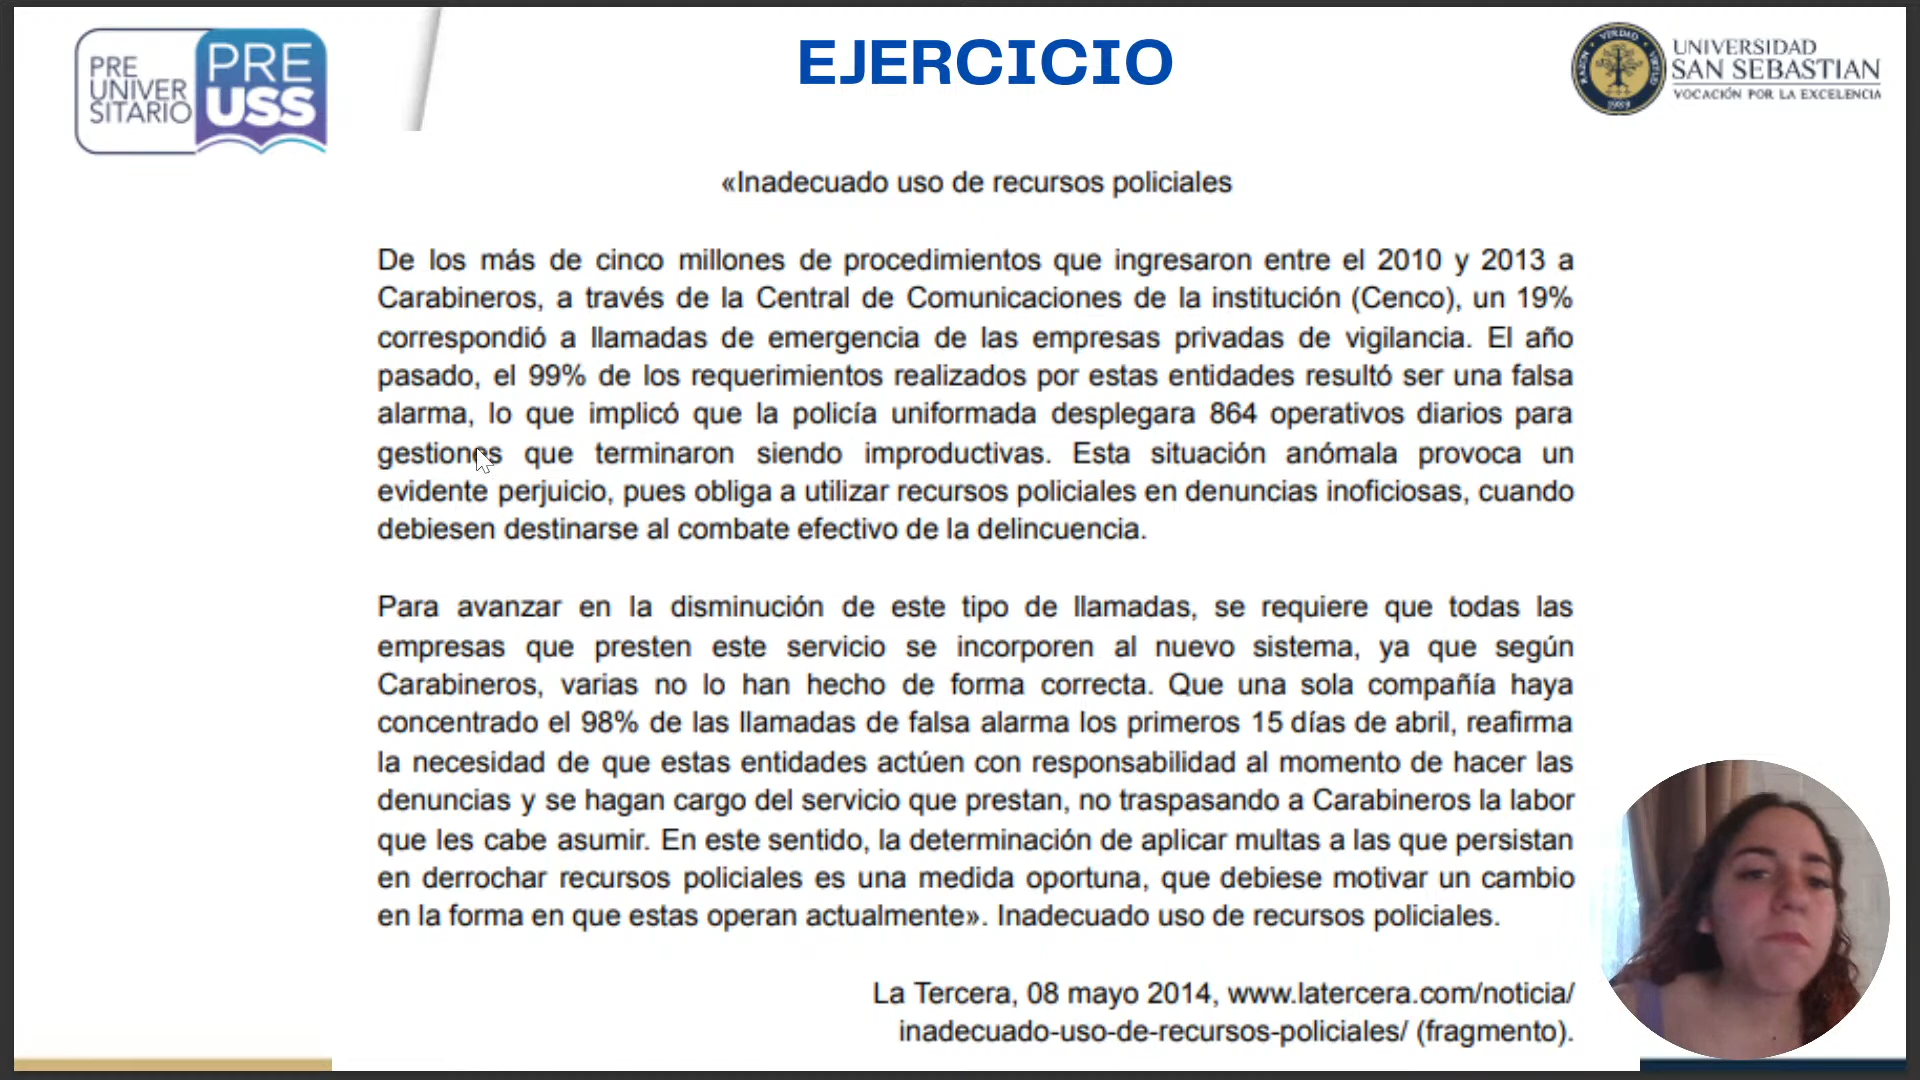 PRE
UNIVER
SITARIO
PRE
USS
EJERCICIO
VERDAD
RAZÓN
VIRTUD
1989
UNIVERSIDAD
SAN SEBASTIAN
VOCACIÓN POR LA EXCELENCIA
«Inadecuado uso de recursos policiales
De los más de cinco millones de procedimientos que ingresaron entre el 2010 y 2013 a
Carabineros, a través de la Central de Comunicaciones de la institución (Cenco), un 19%
correspondió a llamadas de emergencia de las empresas privadas de vigilancia. El año
pasado, el 99% de los requerimientos realizados por estas entidades resultó ser una falsa
alarma, lo que implicó que la policía uniformada desplegara 864 operativos diarios para
gestiones que terminaron siendo improductivas. Esta situación anómala provoca un
evidente perjuicio, pues obliga a utilizar recursos policiales en denuncias inoficiosas, cuando
debiesen destinarse al combate efectivo de la delincuencia.
Para avanzar en la disminución de este tipo de llamadas, se requiere que todas las
empresas que presten este servicio se incorporen al nuevo sistema, ya que según
Carabineros, varias no lo han hecho de forma correcta. Que una sola compañía haya
concentrado el 98% de las llamadas de falsa alarma los primeros 15 días de abril, reafirma
la necesidad de que estas entidades actúen con responsabilidad al momento de hacer las
denuncias y se hagan cargo del servicio que prestan, no traspasando a Carabineros la labor
que les cabe asumir. En este sentido, la determinación de aplicar multas a las que persistan
en derrochar recursos policiales es una medida oportuna, que debiese motivar un cambio
en la forma en que estas operan actualmente». Inadecuado uso de recursos policiales.
La Tercera, 08 mayo 2014, www.latercera.com/noticia/
inadecuado-uso-de-recursos-policiales/ (fragmento).